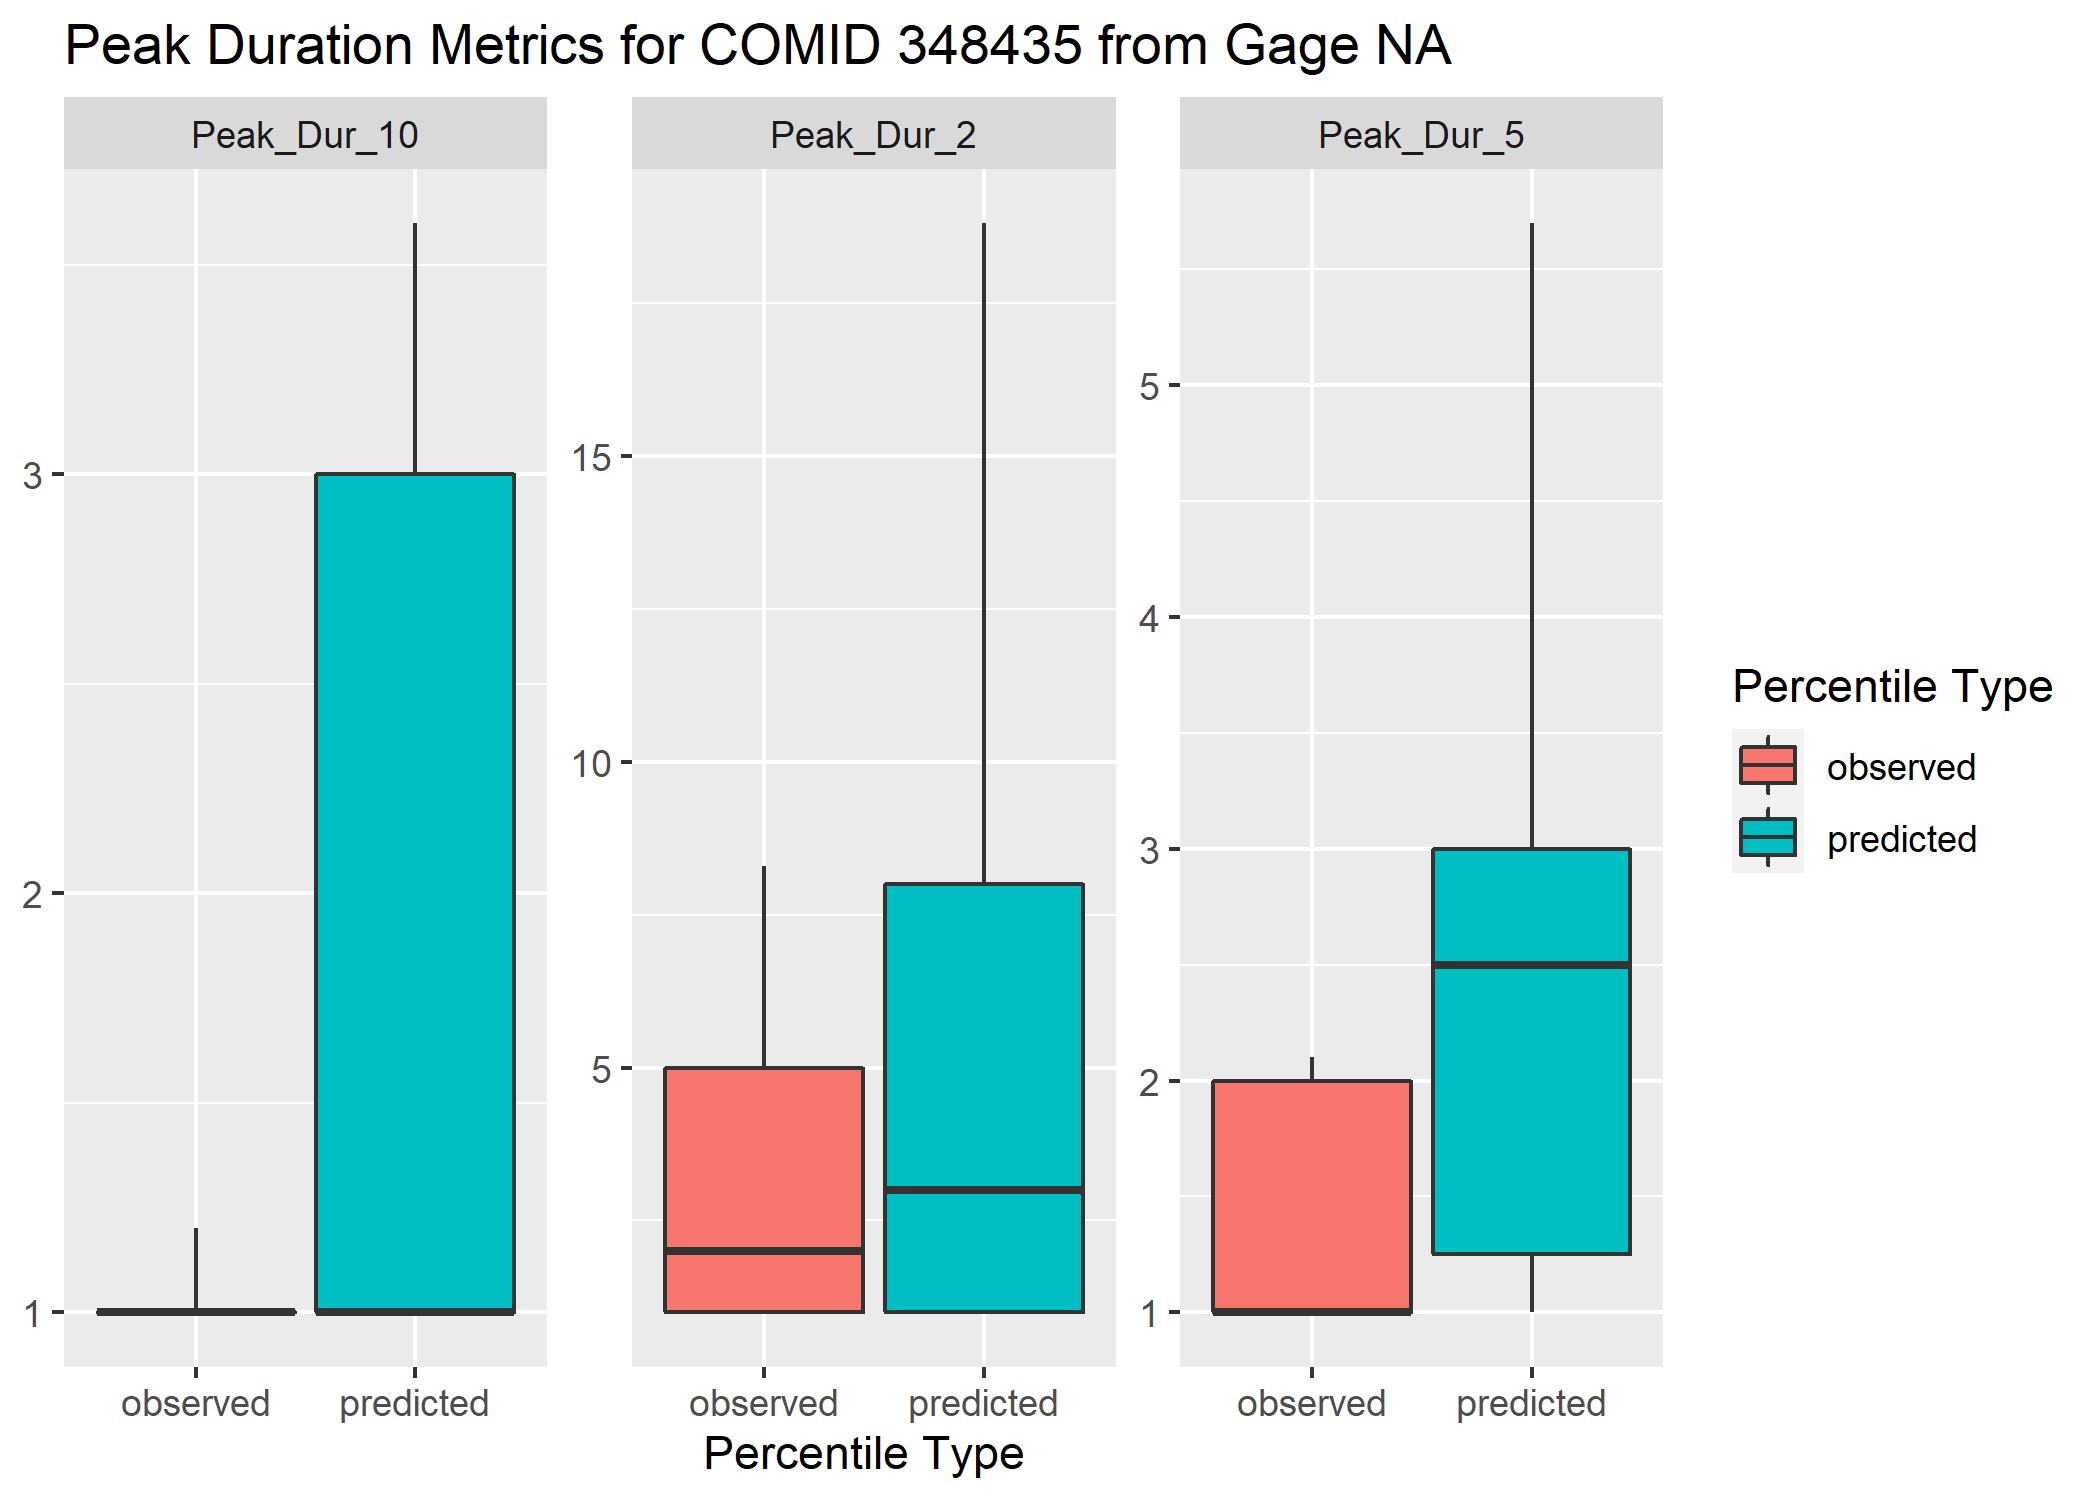 Peak Duration Metrics for COMID 348435 from Gage NA
Peak_Dur_10
Peak_Dur_2
Peak_Dur_5
3
2
1
15
10
5
5
4
3
2
1
observed
predicted
observed
predicted
observed
predicted
Percentile Type
Percentile Type
observed
predicted